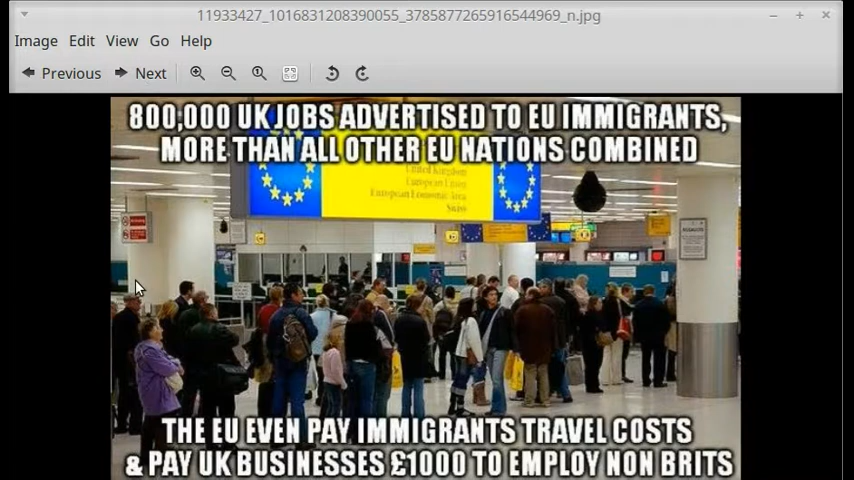 11933427_1016831208390055_3785877265916544969_n.jpg
Image Edit View Go Help
Previous Next
800,000 UK JOBS ADVERTISED TO EU IMMIGRANTS,
MORE THAN ALL OTHER EU NATIONS COMBINED
United Kingdom
European Union
European Economic Area
Swiss
THE EU EVEN PAY IMMIGRANTS TRAVEL COSTS
& PAY UK BUSINESSES £1000 TO EMPLOY NON BRITS